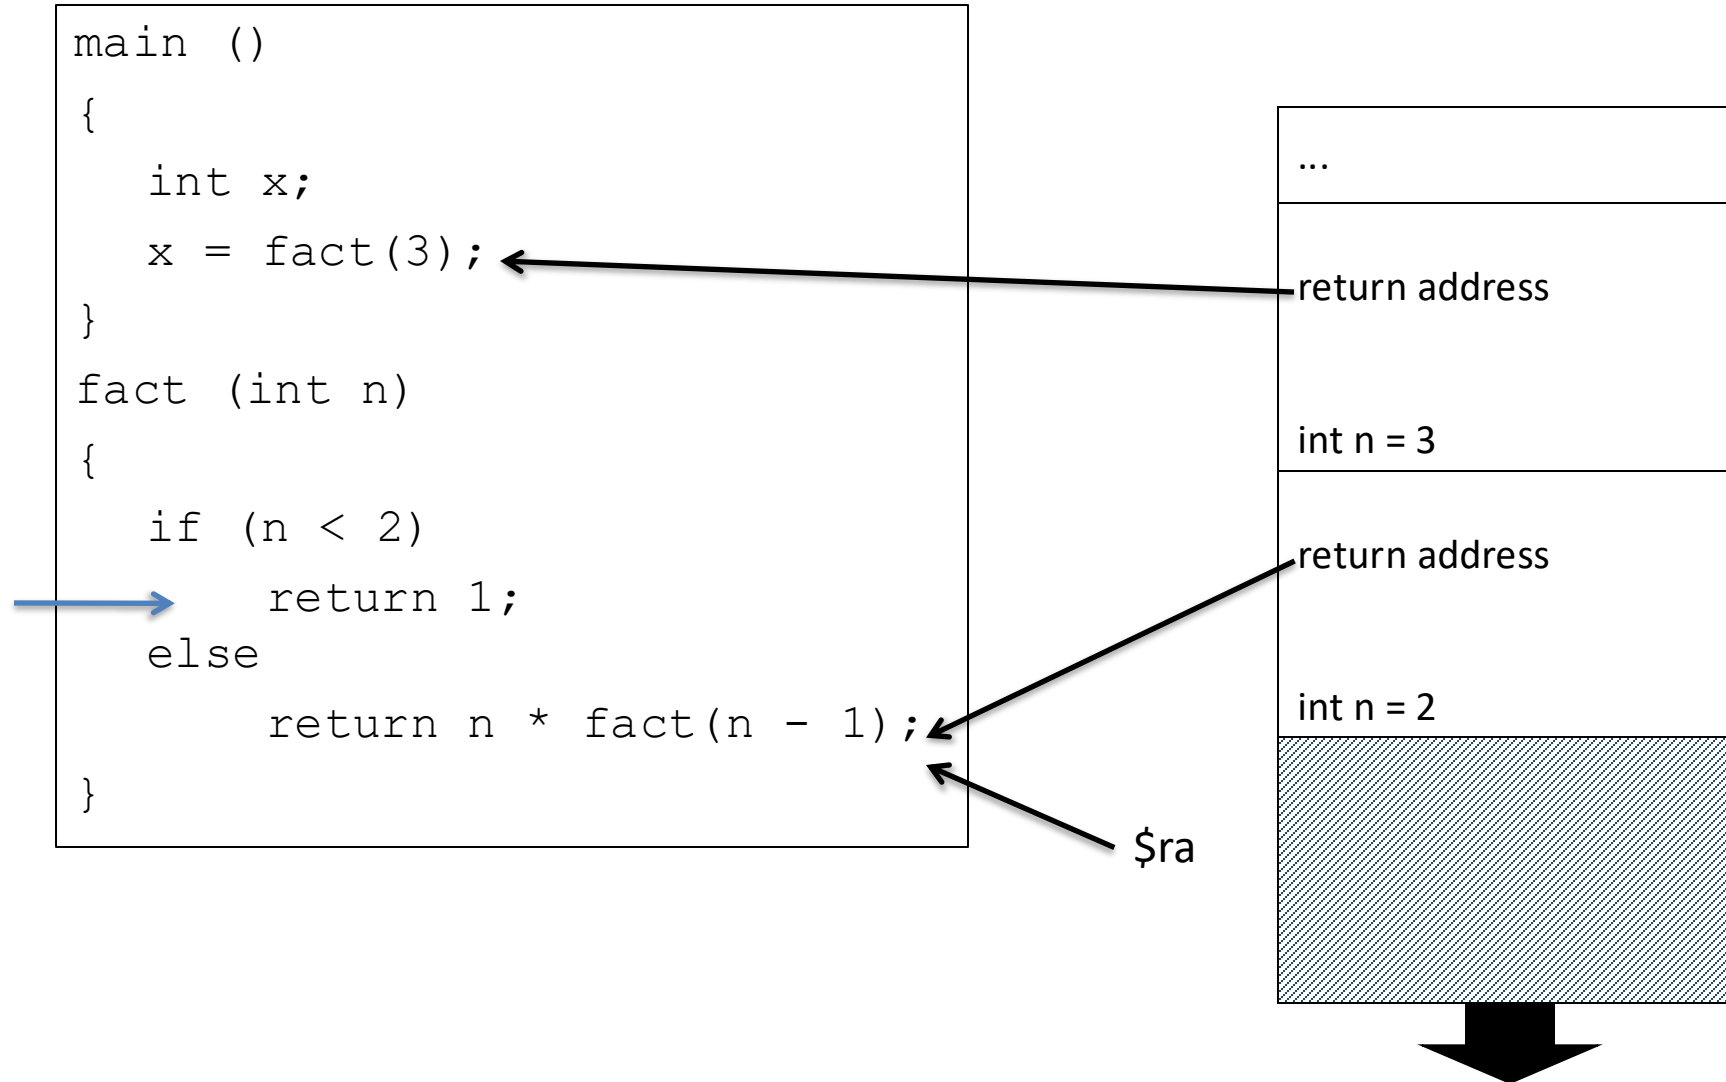 main ()
{
int x;
x = fact(3);
}
fact (int n)
{
if (n < 2)
return 1;
else
return n * fact(n - 1);
}
$ra
...
return address
int n = 3
return address
int n = 2